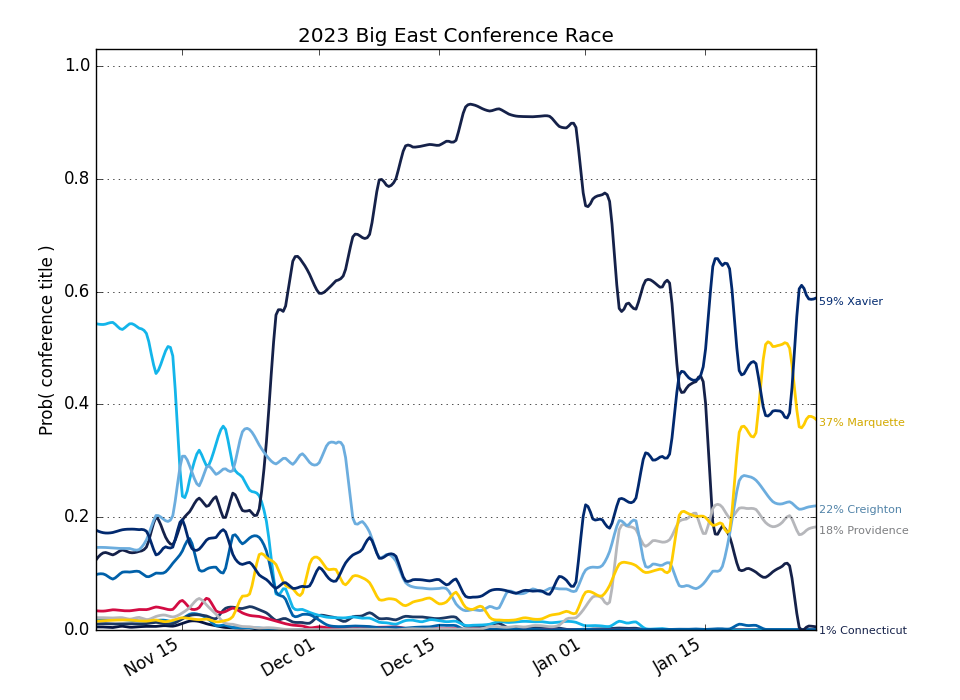 2023 Big East Conference Race
Prob( conference title )
1.0
0.8
0.6
0.4
0.2
0.0
59% Xavier
37% Marquette
22% Creighton
18% Providence
1% Connecticut
Nov 15
Dec 01
Dec 15
Jan 01
Jan 15